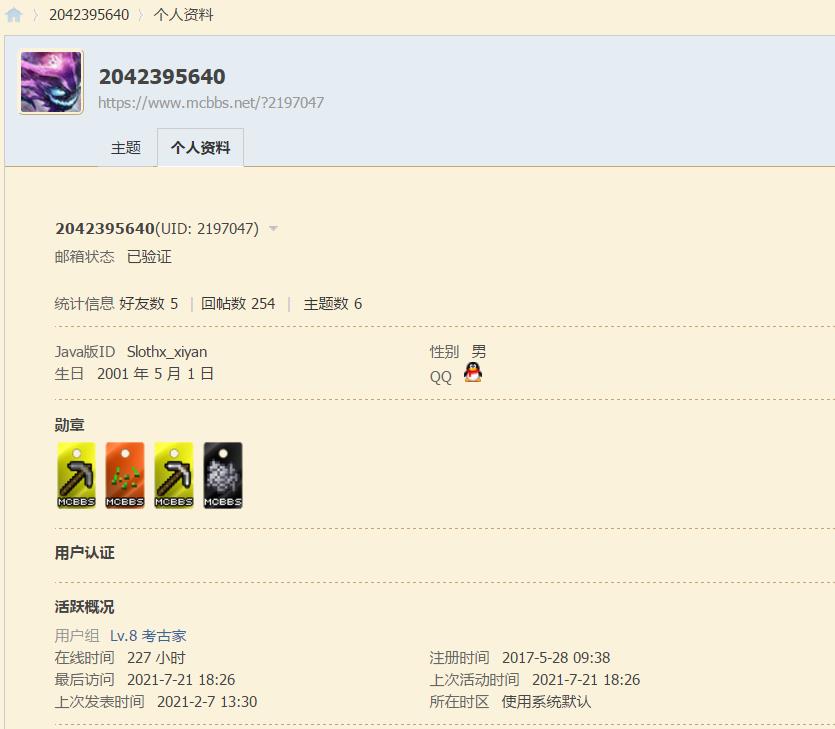 2042395640 〉 个人资料
2042395640
https://www.mcbbs.net/?2197047
主题 个人资料
2042395640(UID: 2197047)
邮箱状态 已验证
统计信息 好友数 5 | 回帖数 254 | 主题数 6
Java版ID Slothx_xiyan 性别 男
生日 2001 年 5 月 1 日 QQ
勋章
MCBBS MCBBS MCBBS MCBBS
用户认证
活跃概况
用户组 Lv.8 考古家
在线时间 227 小时 注册时间 2017-5-28 09:38
最后访问 2021-7-21 18:26 上次活动时间 2021-7-21 18:26
上次发表时间 2021-2-7 13:30 所在时区 使用系统默认